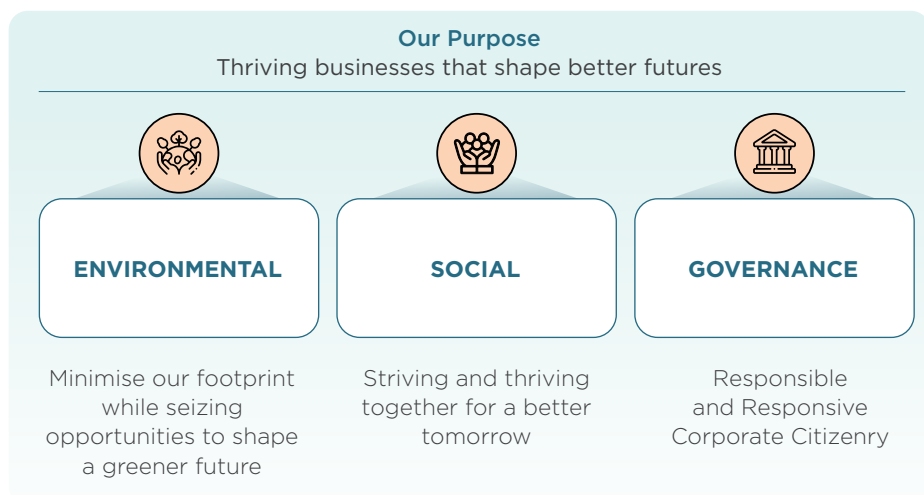 Our Purpose
Thriving businesses that shape better futures
ENVIRONMENTAL
SOCIAL
GOVERNANCE
Minimise our footprint
while seizing
opportunities to shape
a greener future
Striving and thriving
together for a better
tomorrow
Responsible
and Responsive
Corporate Citizenry